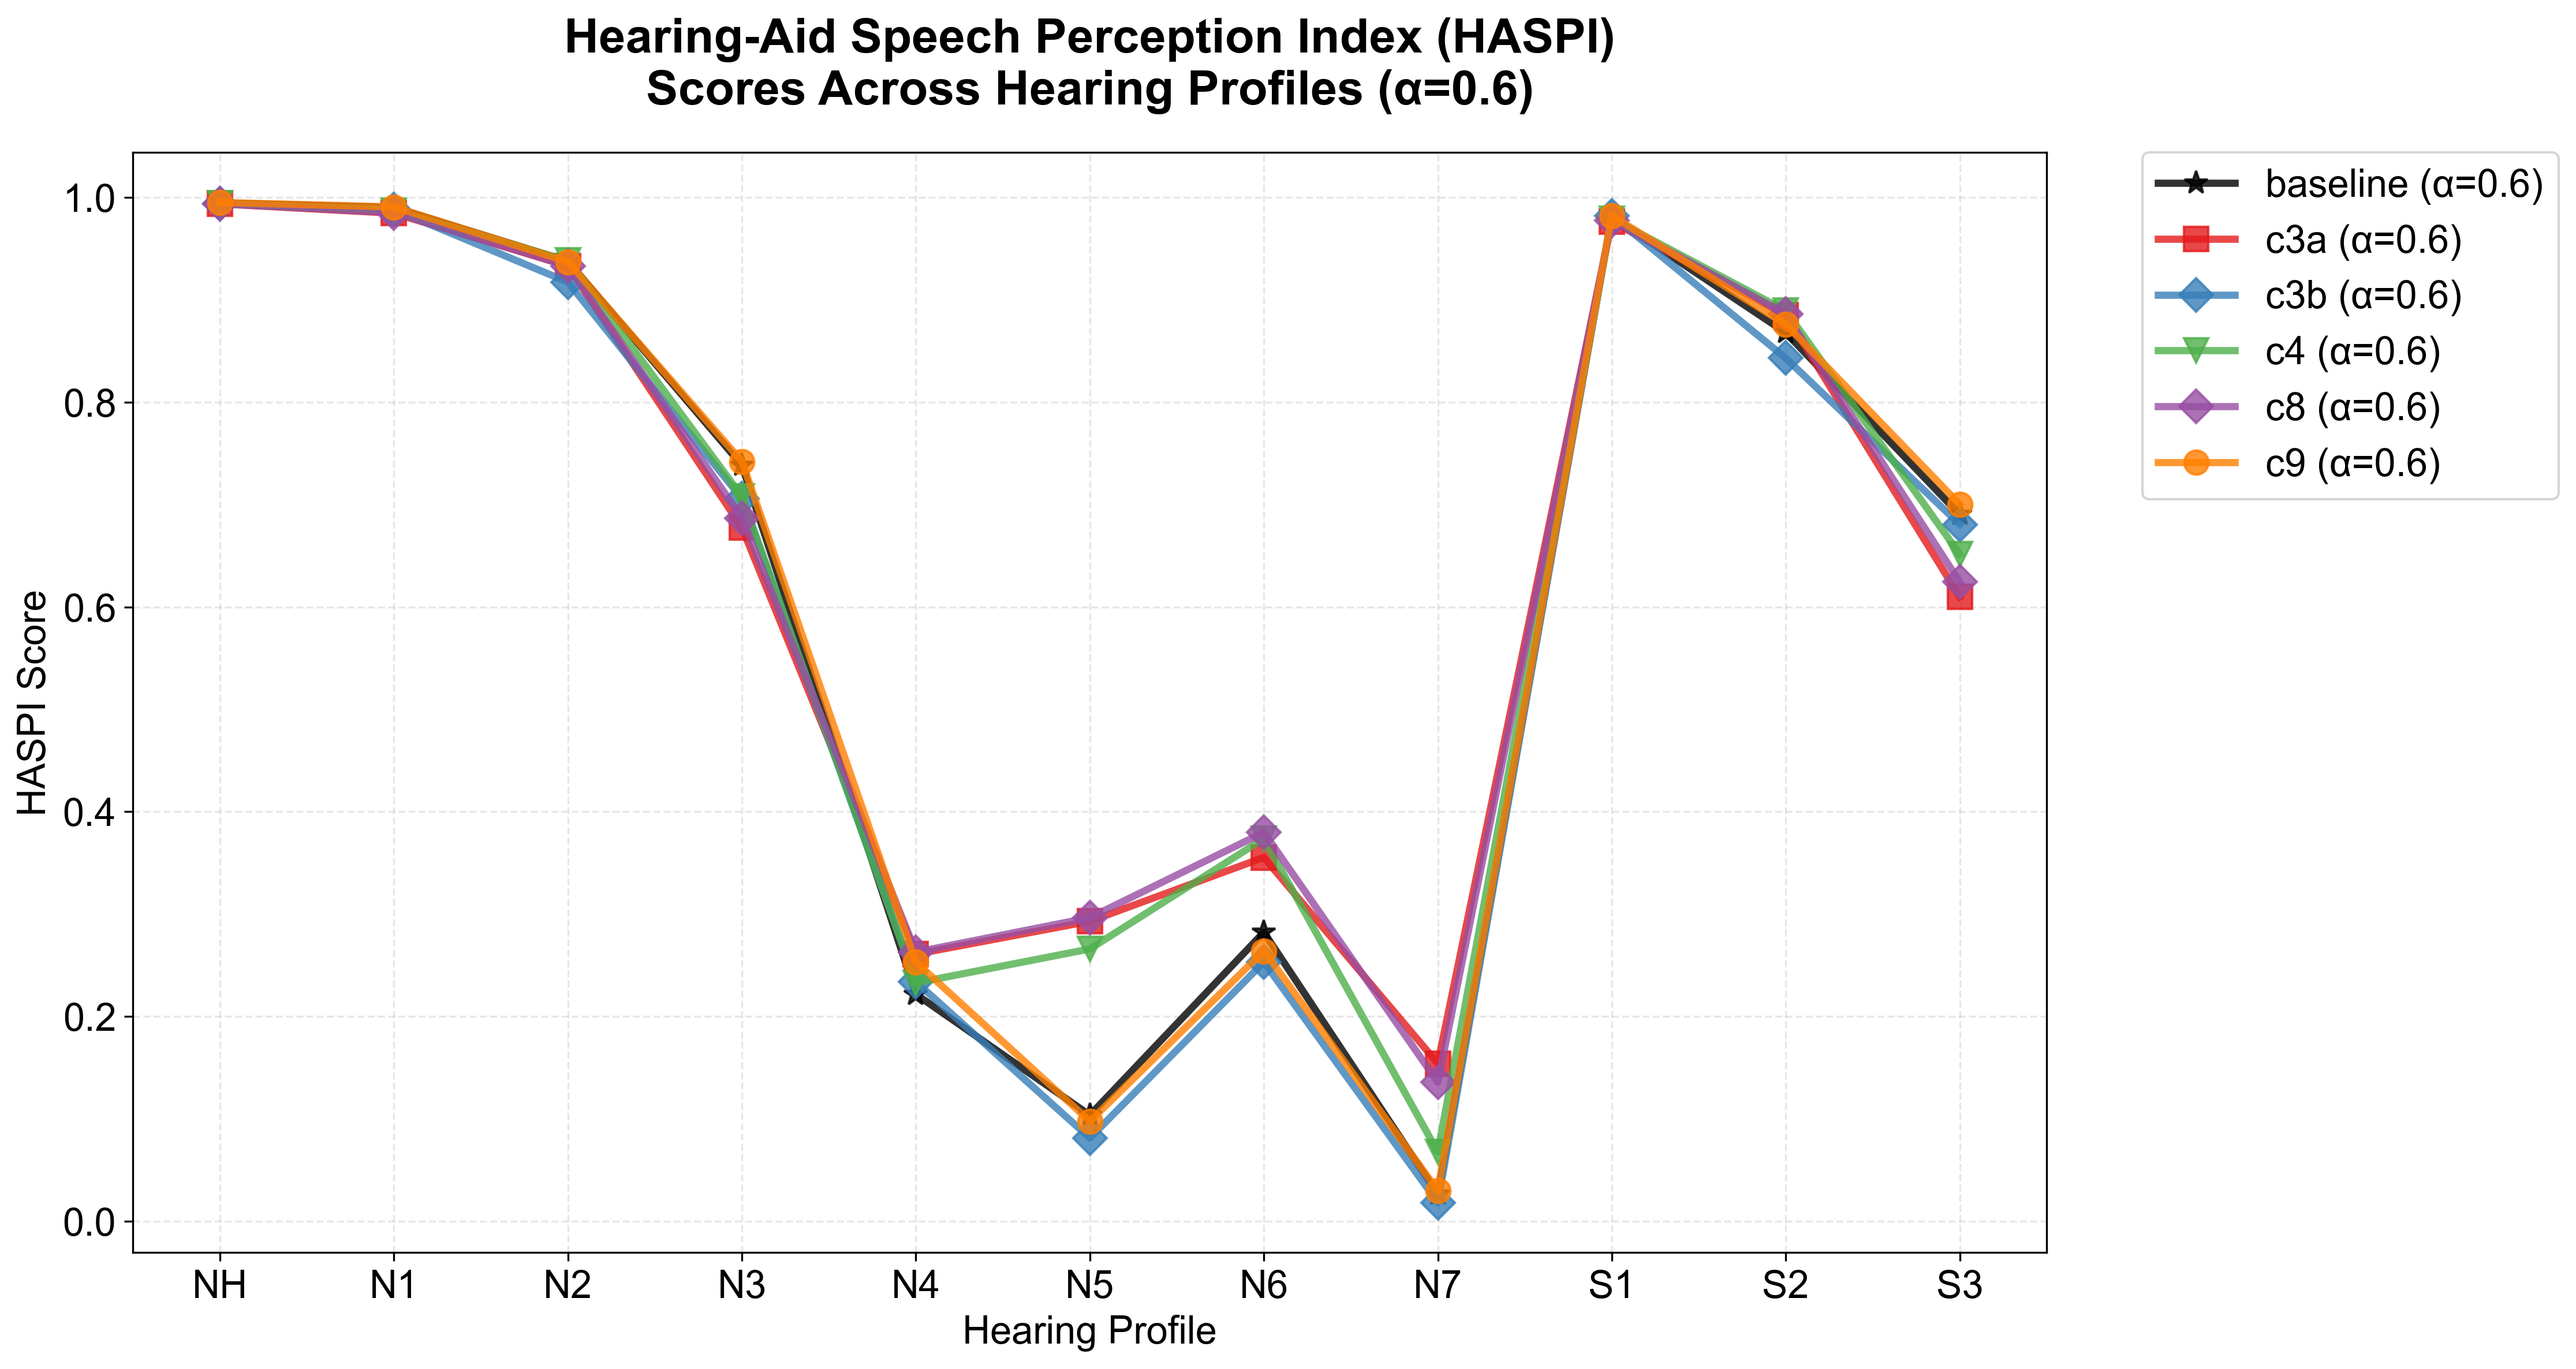 Hearing-Aid Speech Perception Index (HASPI)
Scores Across Hearing Profiles (α=0.6)
HASPI Score
1.0
0.8
0.6
0.4
0.2
0.0
NH N1 N2 N3 N4 N5 N6 N7 S1 S2 S3
Hearing Profile
baseline (α=0.6)
c3a (α=0.6)
c3b (α=0.6)
c4 (α=0.6)
c8 (α=0.6)
c9 (α=0.6)